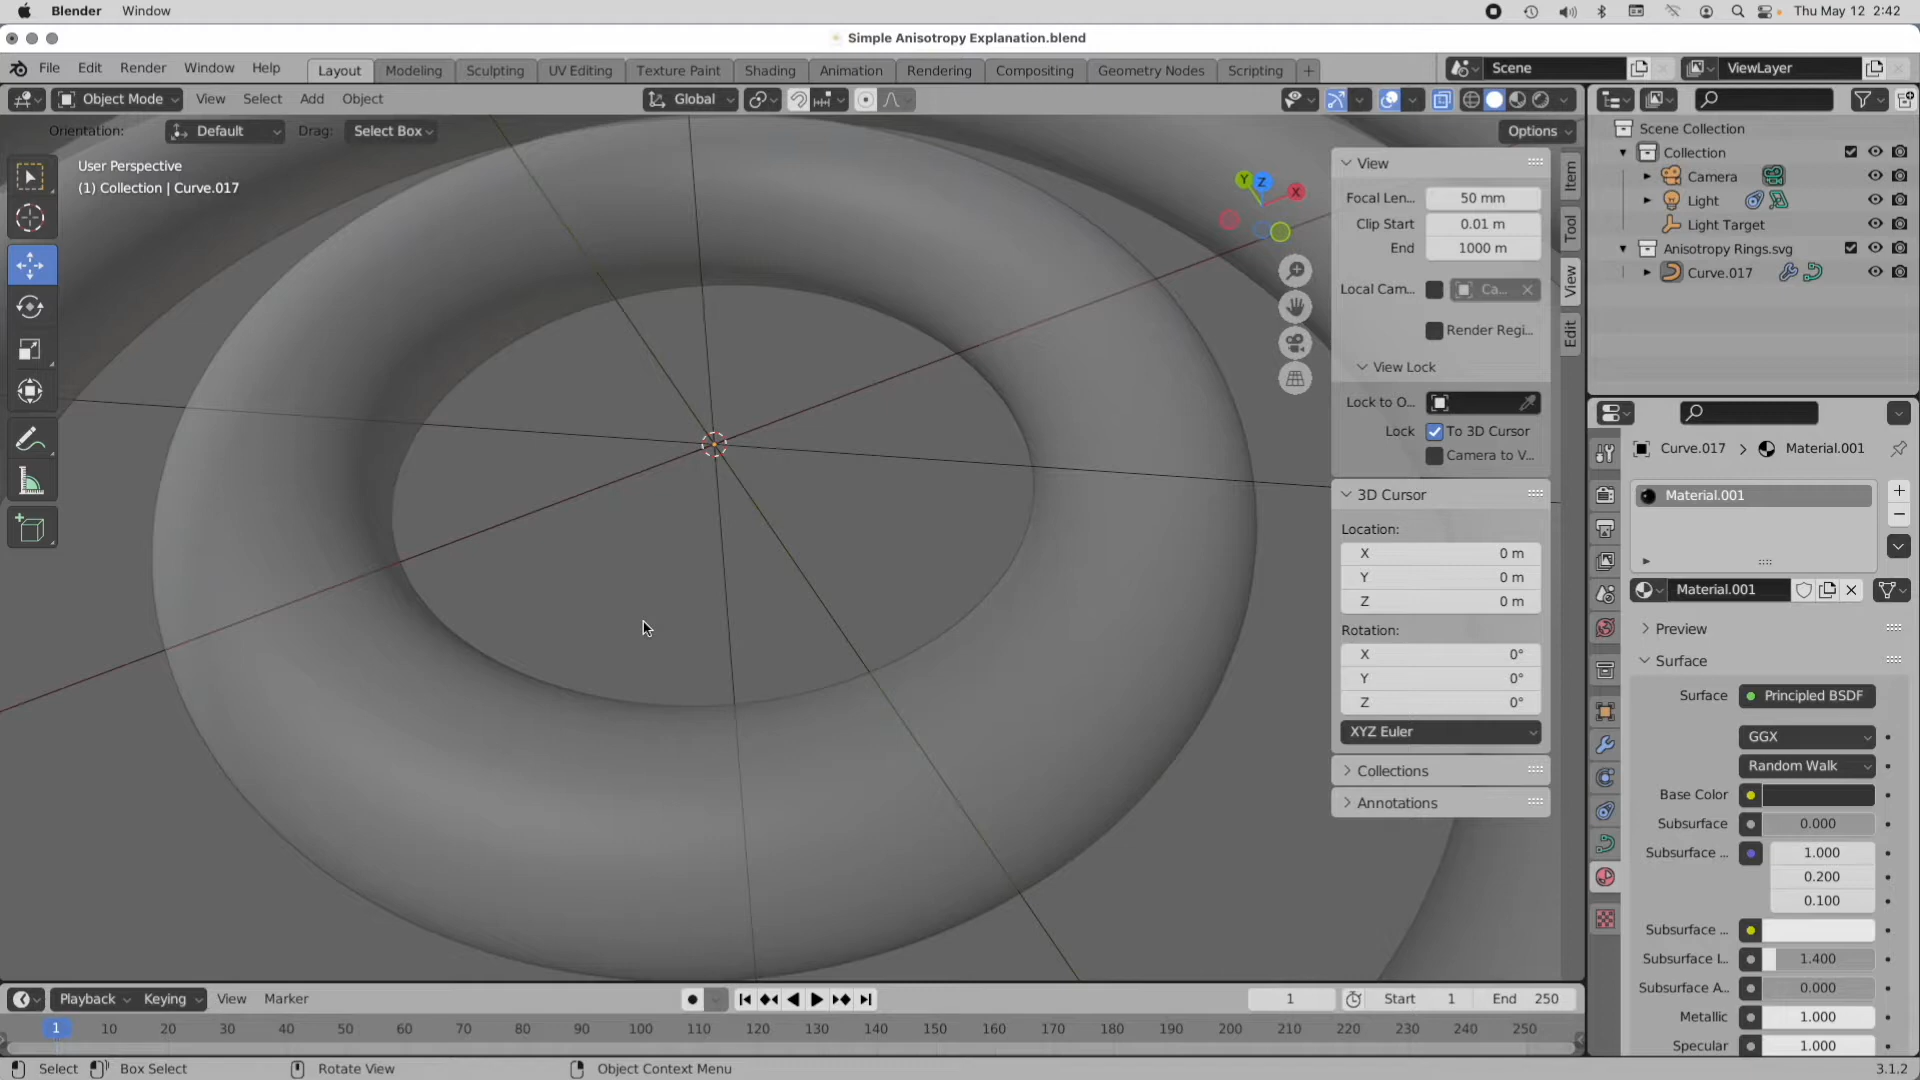 Blender Window Thu May 12 2:42
Simple Anisotropy Explanation.blend
File Edit Render Window Help Layout Modeling Sculpting UV Editing Texture Paint Shading Animation Rendering Compositing Geometry Nodes Scripting + Scene ViewLayer
Object Mode View Select Add Object Global
Orientation: Default Drag: Select Box Options
User Perspective
(1) Collection | Curve.017
Y Z X
View
Focal Len... 50 mm
Clip Start 0.01 m
End 1000 m
Local Cam... Ca...
Render Regi...
View Lock
Lock to O...
Lock To 3D Cursor
Camera to V...
3D Cursor
Location:
X 0 m
Y 0 m
Z 0 m
Rotation:
X 0°
Y 0°
Z 0°
XYZ Euler
Collections
Annotations
Item
Tool
View
Edit
Scene Collection
Collection
Camera
Light
Light Target
Anisotropy Rings.svg
Curve.017
Curve.017 Material.001
Material.001
Material.001
Preview
Surface
Surface Principled BSDF
GGX
Random Walk
Base Color
Subsurface 0.000
Subsurface ... 1.000
0.200
0.100
Subsurface ...
Subsurface I... 1.400
Subsurface A... 0.000
Metallic 1.000
Specular 1.000
Playback Keying View Marker 1 Start 1 End 250
1 10 20 30 40 50 60 70 80 90 100 110 120 130 140 150 160 170 180 190 200 210 220 230 240 250
Select Box Select Rotate View Object Context Menu 3.1.2